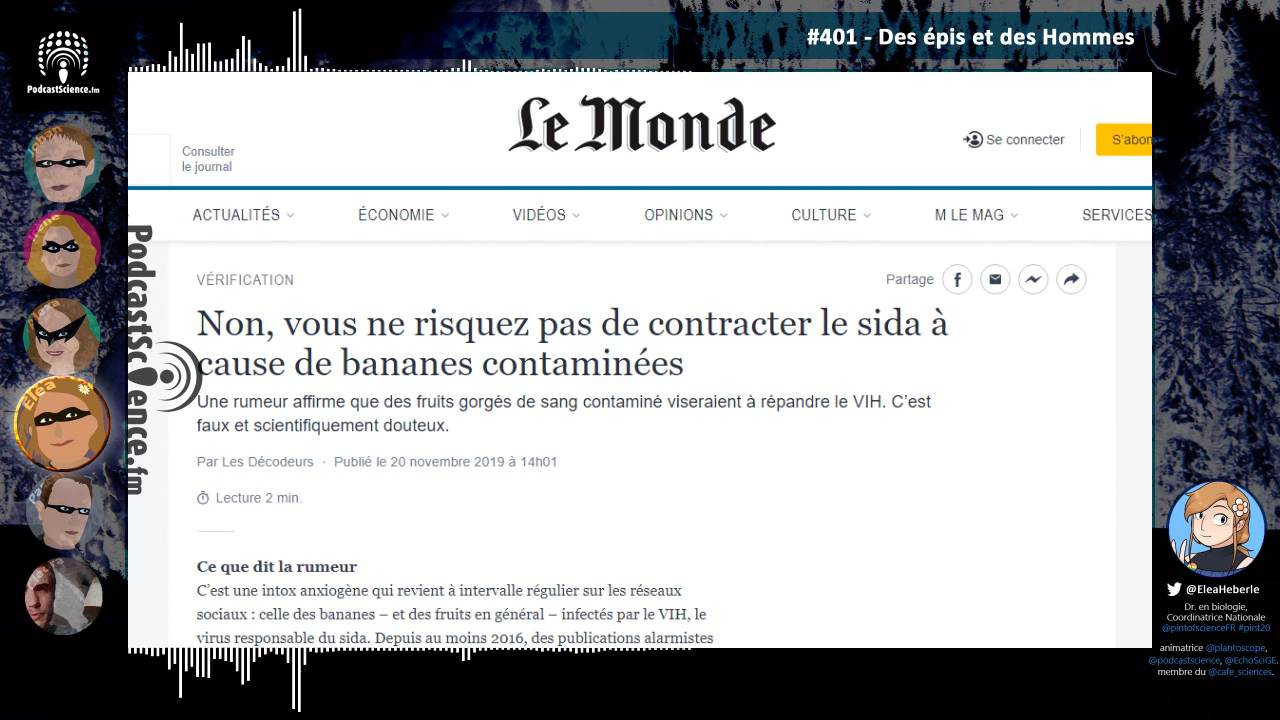 #401 - Des épis et des Hommes
PodcastScience.fm
Le Monde
Consulter
le journal
Se connecter
S'abon
ACTUALITÉS
ÉCONOMIE
VIDÉOS
OPINIONS
CULTURE
M LE MAG
SERVICES
VÉRIFICATION
Partage
Non, vous ne risquez pas de contracter le sida à
cause de bananes contaminées
Une rumeur affirme que des fruits gorgés de sang contaminé viseraient à répandre le VIH. C'est
faux et scientifiquement douteux.
Par Les Décodeurs • Publié le 20 novembre 2019 à 14h01
Lecture 2 min.
Ce que dit la rumeur
C'est une intox anxiogène qui revient à intervalle régulier sur les réseaux
sociaux : celle des bananes – et des fruits en général – infectés par le VIH, le
virus responsable du sida. Depuis au moins 2016, des publications alarmistes
PodcastScience.fm
Eléa
@EleaHeberle
Dr. en biologie,
Coordinatrice Nationale
@pintofscienceFR #pint20
animatrice @plantoscope,
@podcastscience, @EchoSciGE.
membre du @cafe_sciences.